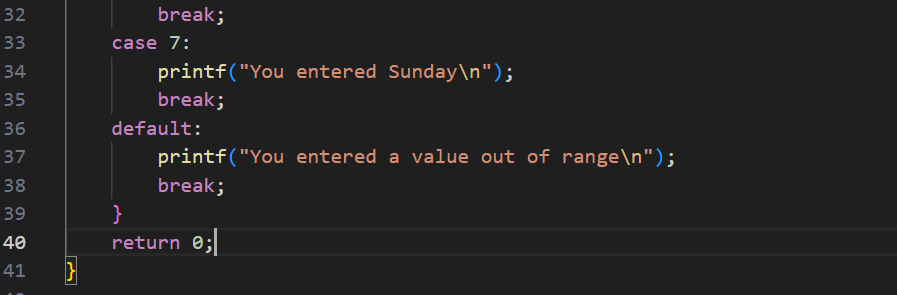 32 break;
33 case 7:
34 printf("You entered Sunday\n");
35 break;
36 default:
37 printf("You entered a value out of range\n");
38 break;
39 }
40 return 0;
41 }